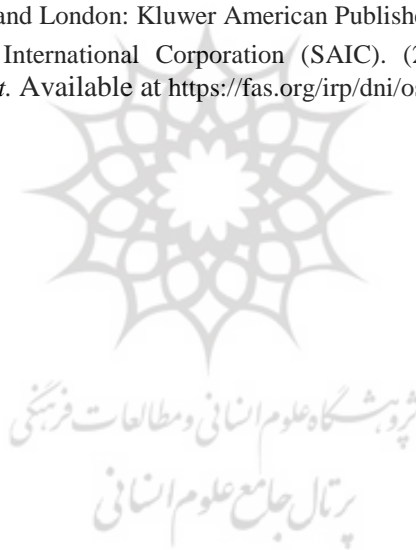 and London: Kluwer American Publishe
International Corporation (SAIC). (2
t. Available at https://fas.org/irp/dni/os
پژوهشگاه علوم انسانی و مطالعات فرهنگی
پرتال جامع علوم انسانی